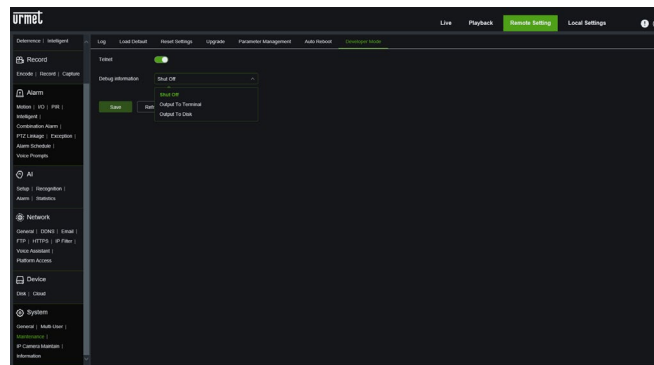 urmet
Live Playback Remote Setting Local Settings
Deterrence | Intelligent
Log Load Default Reset Settings Upgrade Parameter Management Auto Reboot Developer Mode
Record
Encode | Record | Capture
Telnet
Debug information Shut Off
Shut Off
Output To Terminal
Output To Disk
Save
Alarm
Motion | I/O | PIR |
Intelligent |
Combination Alarm |
PTZ Linkage | Exception |
Alarm Schedule |
Voice Prompts
AI
Setup | Recognition |
Alarm | Statistics
Network
General | DDNS | Email |
FTP | HTTPS | IP Filter |
Voice Assistant |
Platform Access
Device
Disk | Cloud
System
General | Multi-User |
Maintenance |
IP Camera Maintain |
Information